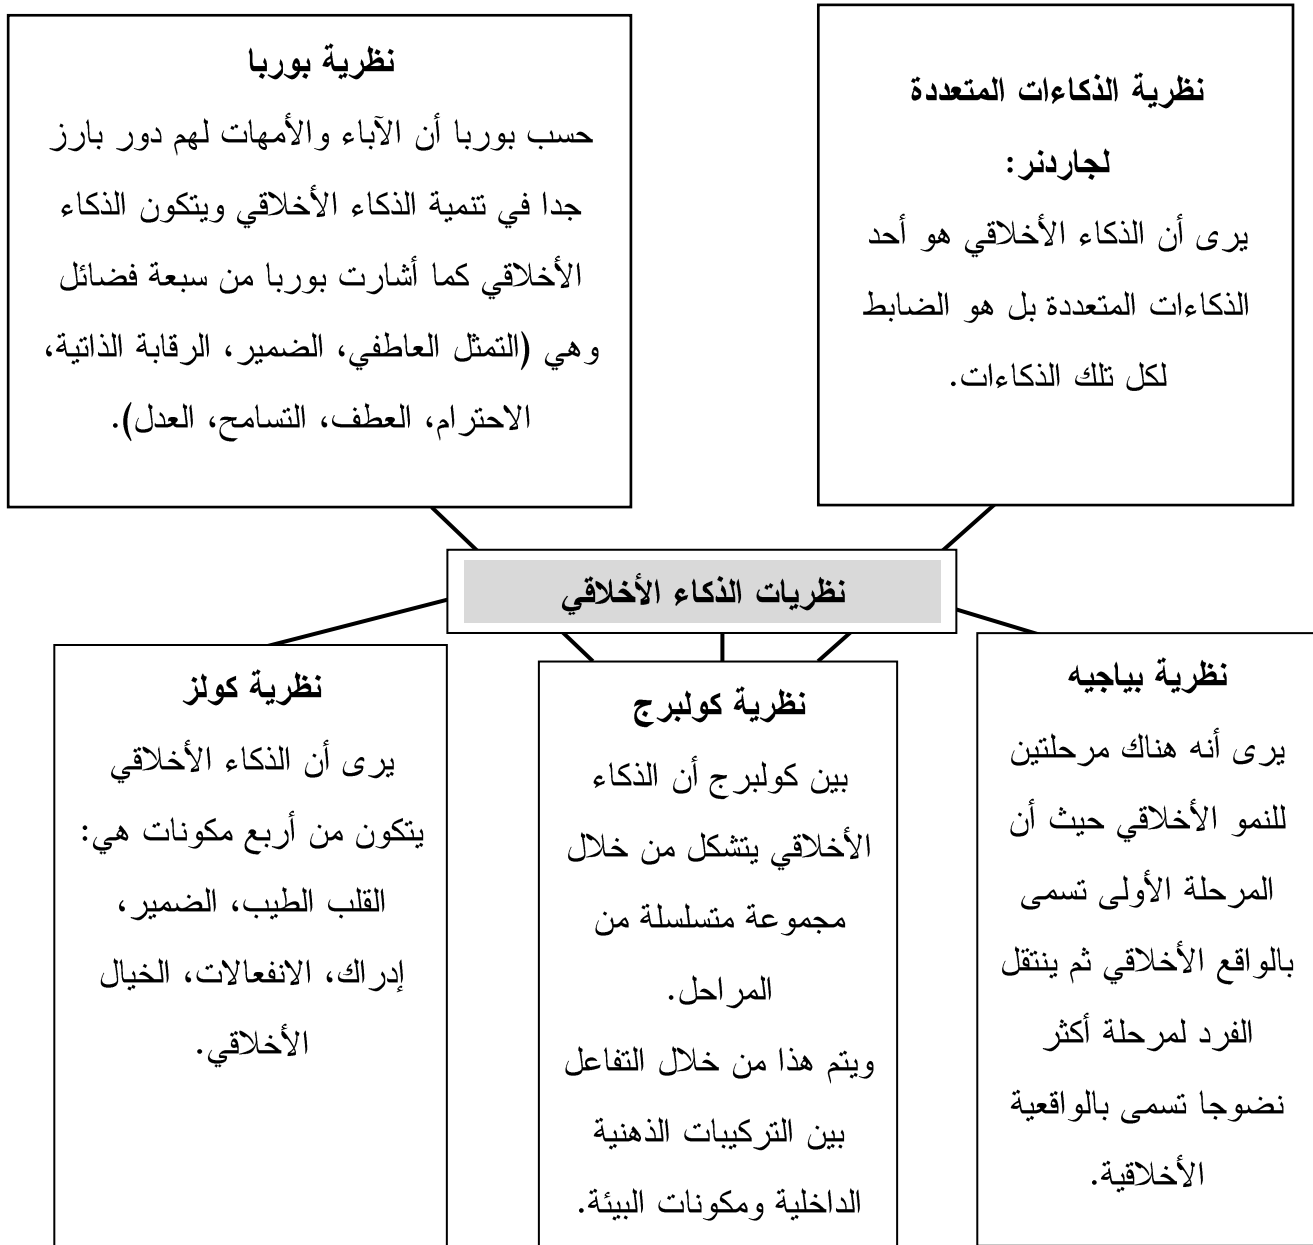 نظرية الذكاءات المتعددة
لجاردنر:
يرى أن الذكاء الأخلاقي هو أحد
الذكاءات المتعددة بل هو الضابط
لكل تلك الذكاءات.
نظرية بوربا
حسب بوربا أن الآباء والأمهات لهم دور بارز
جدا في تنمية الذكاء الأخلاقي ويتكون الذكاء
الأخلاقي كما أشارت بوربا من سبعة فضائل
وهي (التمثل العاطفي، الضمير، الرقابة الذاتية،
الاحترام، العطف، التسامح، العدل).
نظريات الذكاء الأخلاقي
نظرية بياجيه
يرى أنه هناك مرحلتين
للنمو الأخلاقي حيث أن
المرحلة الأولى تسمى
بالواقع الأخلاقي ثم ينتقل
الفرد لمرحلة أكثر
نضوجا تسمى بالواقعية
الأخلاقية.
نظرية كولبرج
بين كولبرج أن الذكاء
الأخلاقي يتشكل من خلال
مجموعة متسلسلة من
المراحل.
ويتم هذا من خلال التفاعل
بين التركيبات الذهنية
الداخلية ومكونات البيئة.
نظرية كولز
يرى أن الذكاء الأخلاقي
يتكون من أربع مكونات هي:
القلب الطيب، الضمير،
إدراك، الانفعالات، الخيال
الأخلاقي.